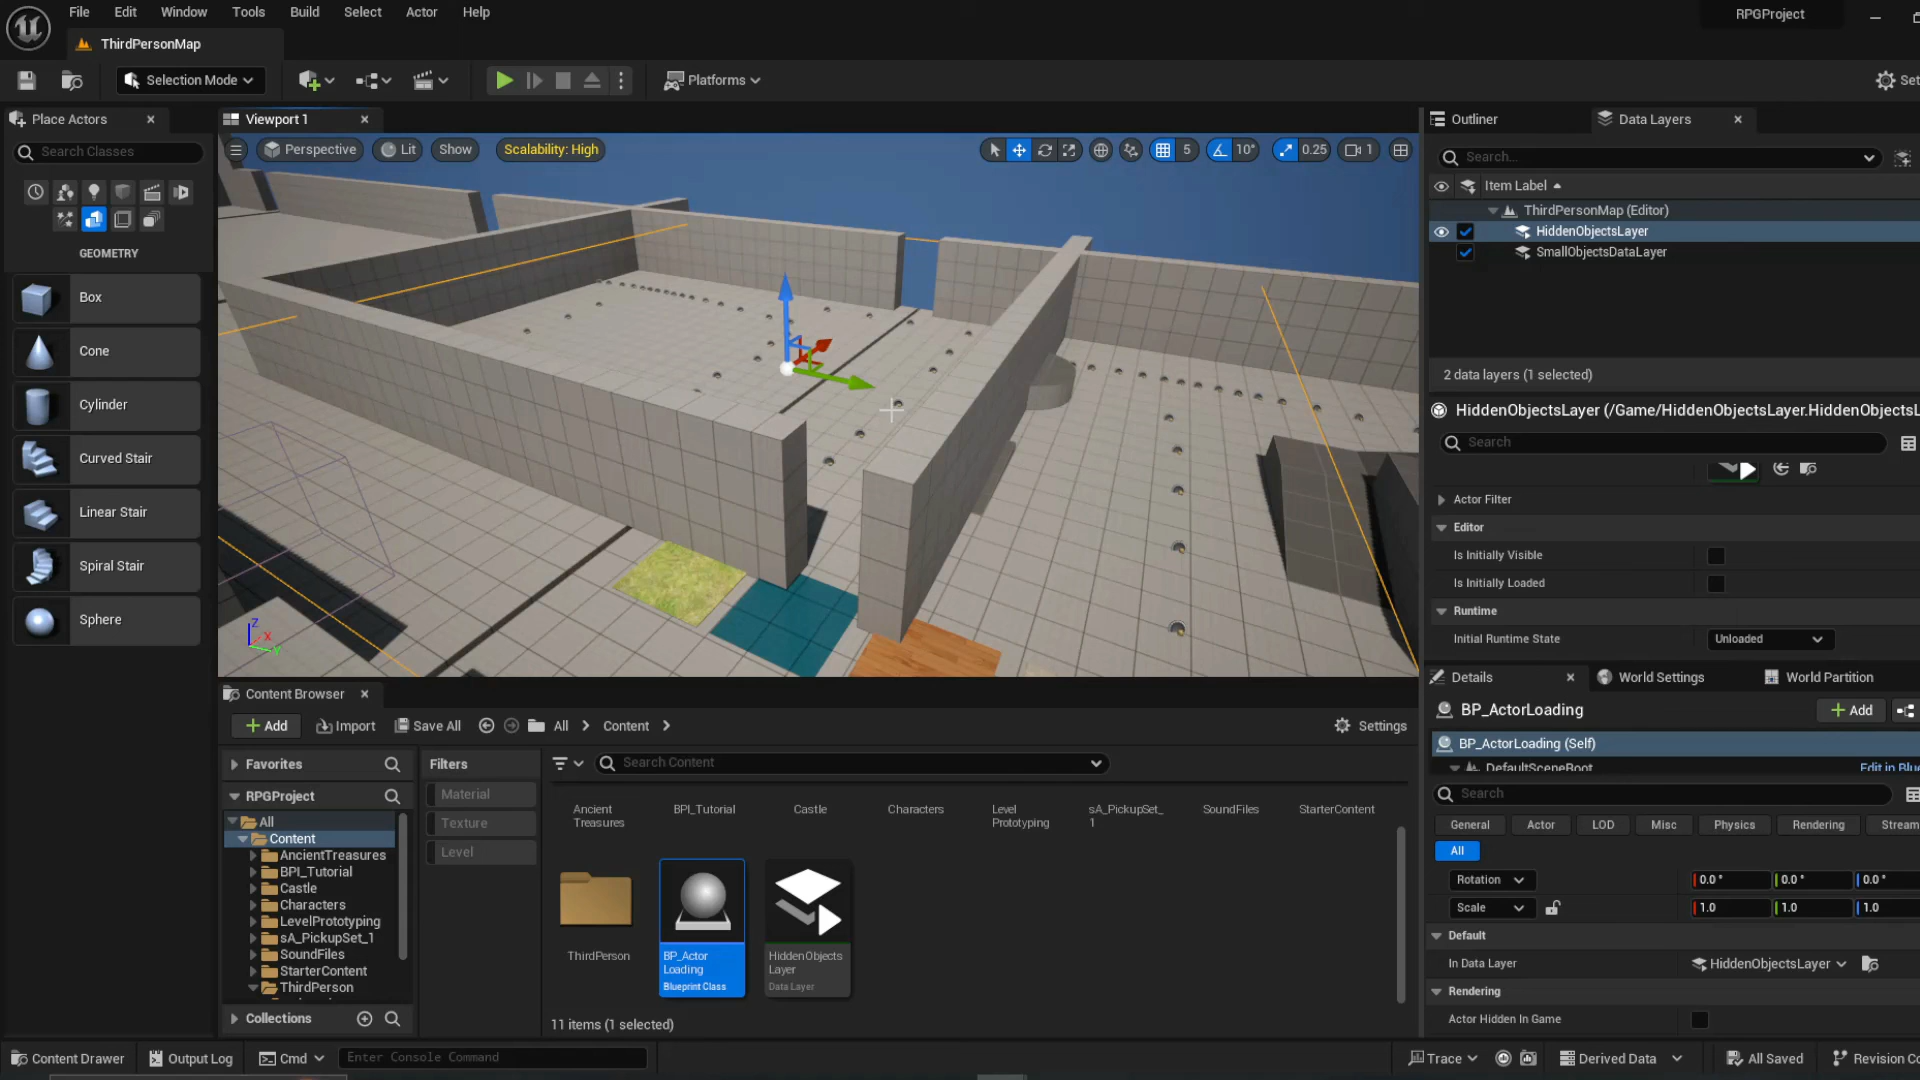 File Edit Window Tools Build Select Actor Help
RPGProject
ThirdPersonMap
Selection Mode
Platforms
Set
Place Actors
Viewport 1
Outliner
Data Layers
Search Classes
Perspective
Lit
Show
Scalability: High
5
10°
0.25
1
Search...
Item Label
ThirdPersonMap (Editor)
HiddenObjectsLayer
SmallObjectsDataLayer
GEOMETRY
Box
Cone
Cylinder
Curved Stair
Linear Stair
Spiral Stair
Sphere
2 data layers (1 selected)
HiddenObjectsLayer (/Game/HiddenObjectsLayer.HiddenObjectsL
Search
Actor Filter
Editor
Is Initially Visible
Is Initially Loaded
Runtime
Initial Runtime State
Unloaded
Z
X
Y
Content Browser
Add
Import
Save All
All
Content
Settings
Favorites
RPGProject
All
Content
AncientTreasures
BPI_Tutorial
Castle
Characters
LevelPrototyping
sA_PickupSet_1
SoundFiles
StarterContent
ThirdPerson
Collections
Filters
Material
Texture
Level
Search Content
Ancient
Treasures
BPI_Tutorial
Castle
Characters
Level
Prototyping
sA_PickupSet_
1
SoundFiles
StarterContent
ThirdPerson
BP_Actor
Loading
Blueprint Class
HiddenObjects
Layer
Data Layer
11 items (1 selected)
Details
World Settings
World Partition
BP_ActorLoading
Add
BP_ActorLoading (Self)
DefaultSceneRoot
Edit in Blue
Search
General
Actor
LOD
Misc
Physics
Rendering
Stream
All
Rotation
0.0 °
0.0 °
0.0 °
Scale
1.0
1.0
1.0
Default
In Data Layer
HiddenObjectsLayer
Rendering
Actor Hidden In Game
Content Drawer
Output Log
Cmd
Enter Console Command
Trace
Derived Data
All Saved
Revision Co